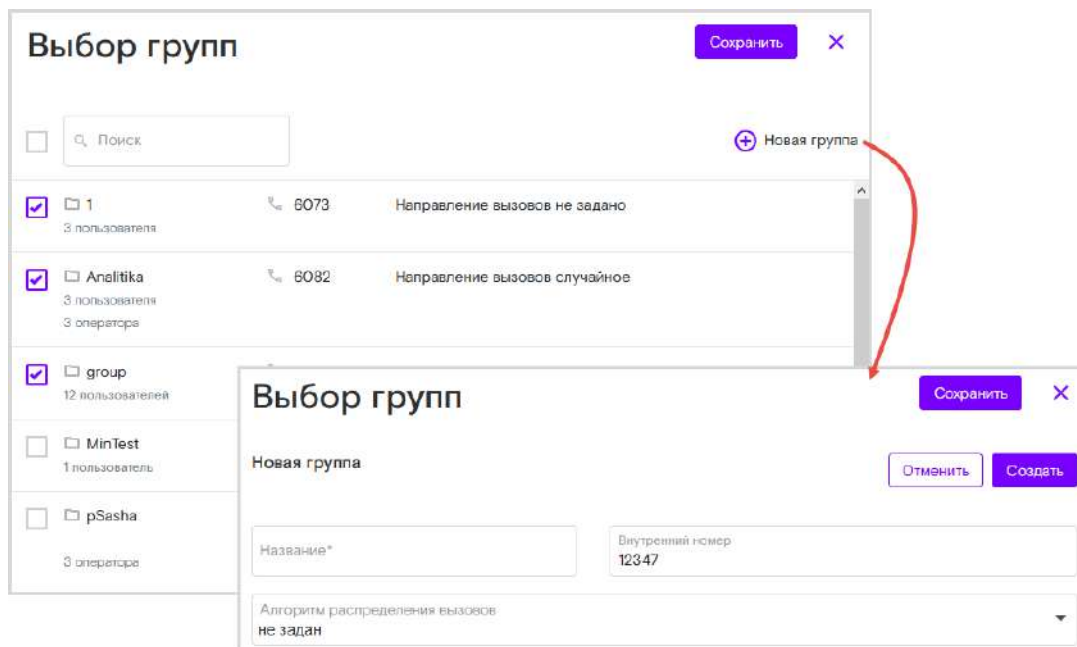 Выбор групп
Сохранить
Поиск
Новая группа
1
6073
Направление вызовов не задано
3 пользователя
Analitika
6082
Направление вызовов случайное
3 пользователя
3 оператора
group
12 пользователей
MinTest
1 пользователь
pSasha
3 оператора
Выбор групп
Сохранить
Новая группа
Отменить
Создать
Название*
Внутренний номер
12347
Алгоритм распределения вызовов
не задан